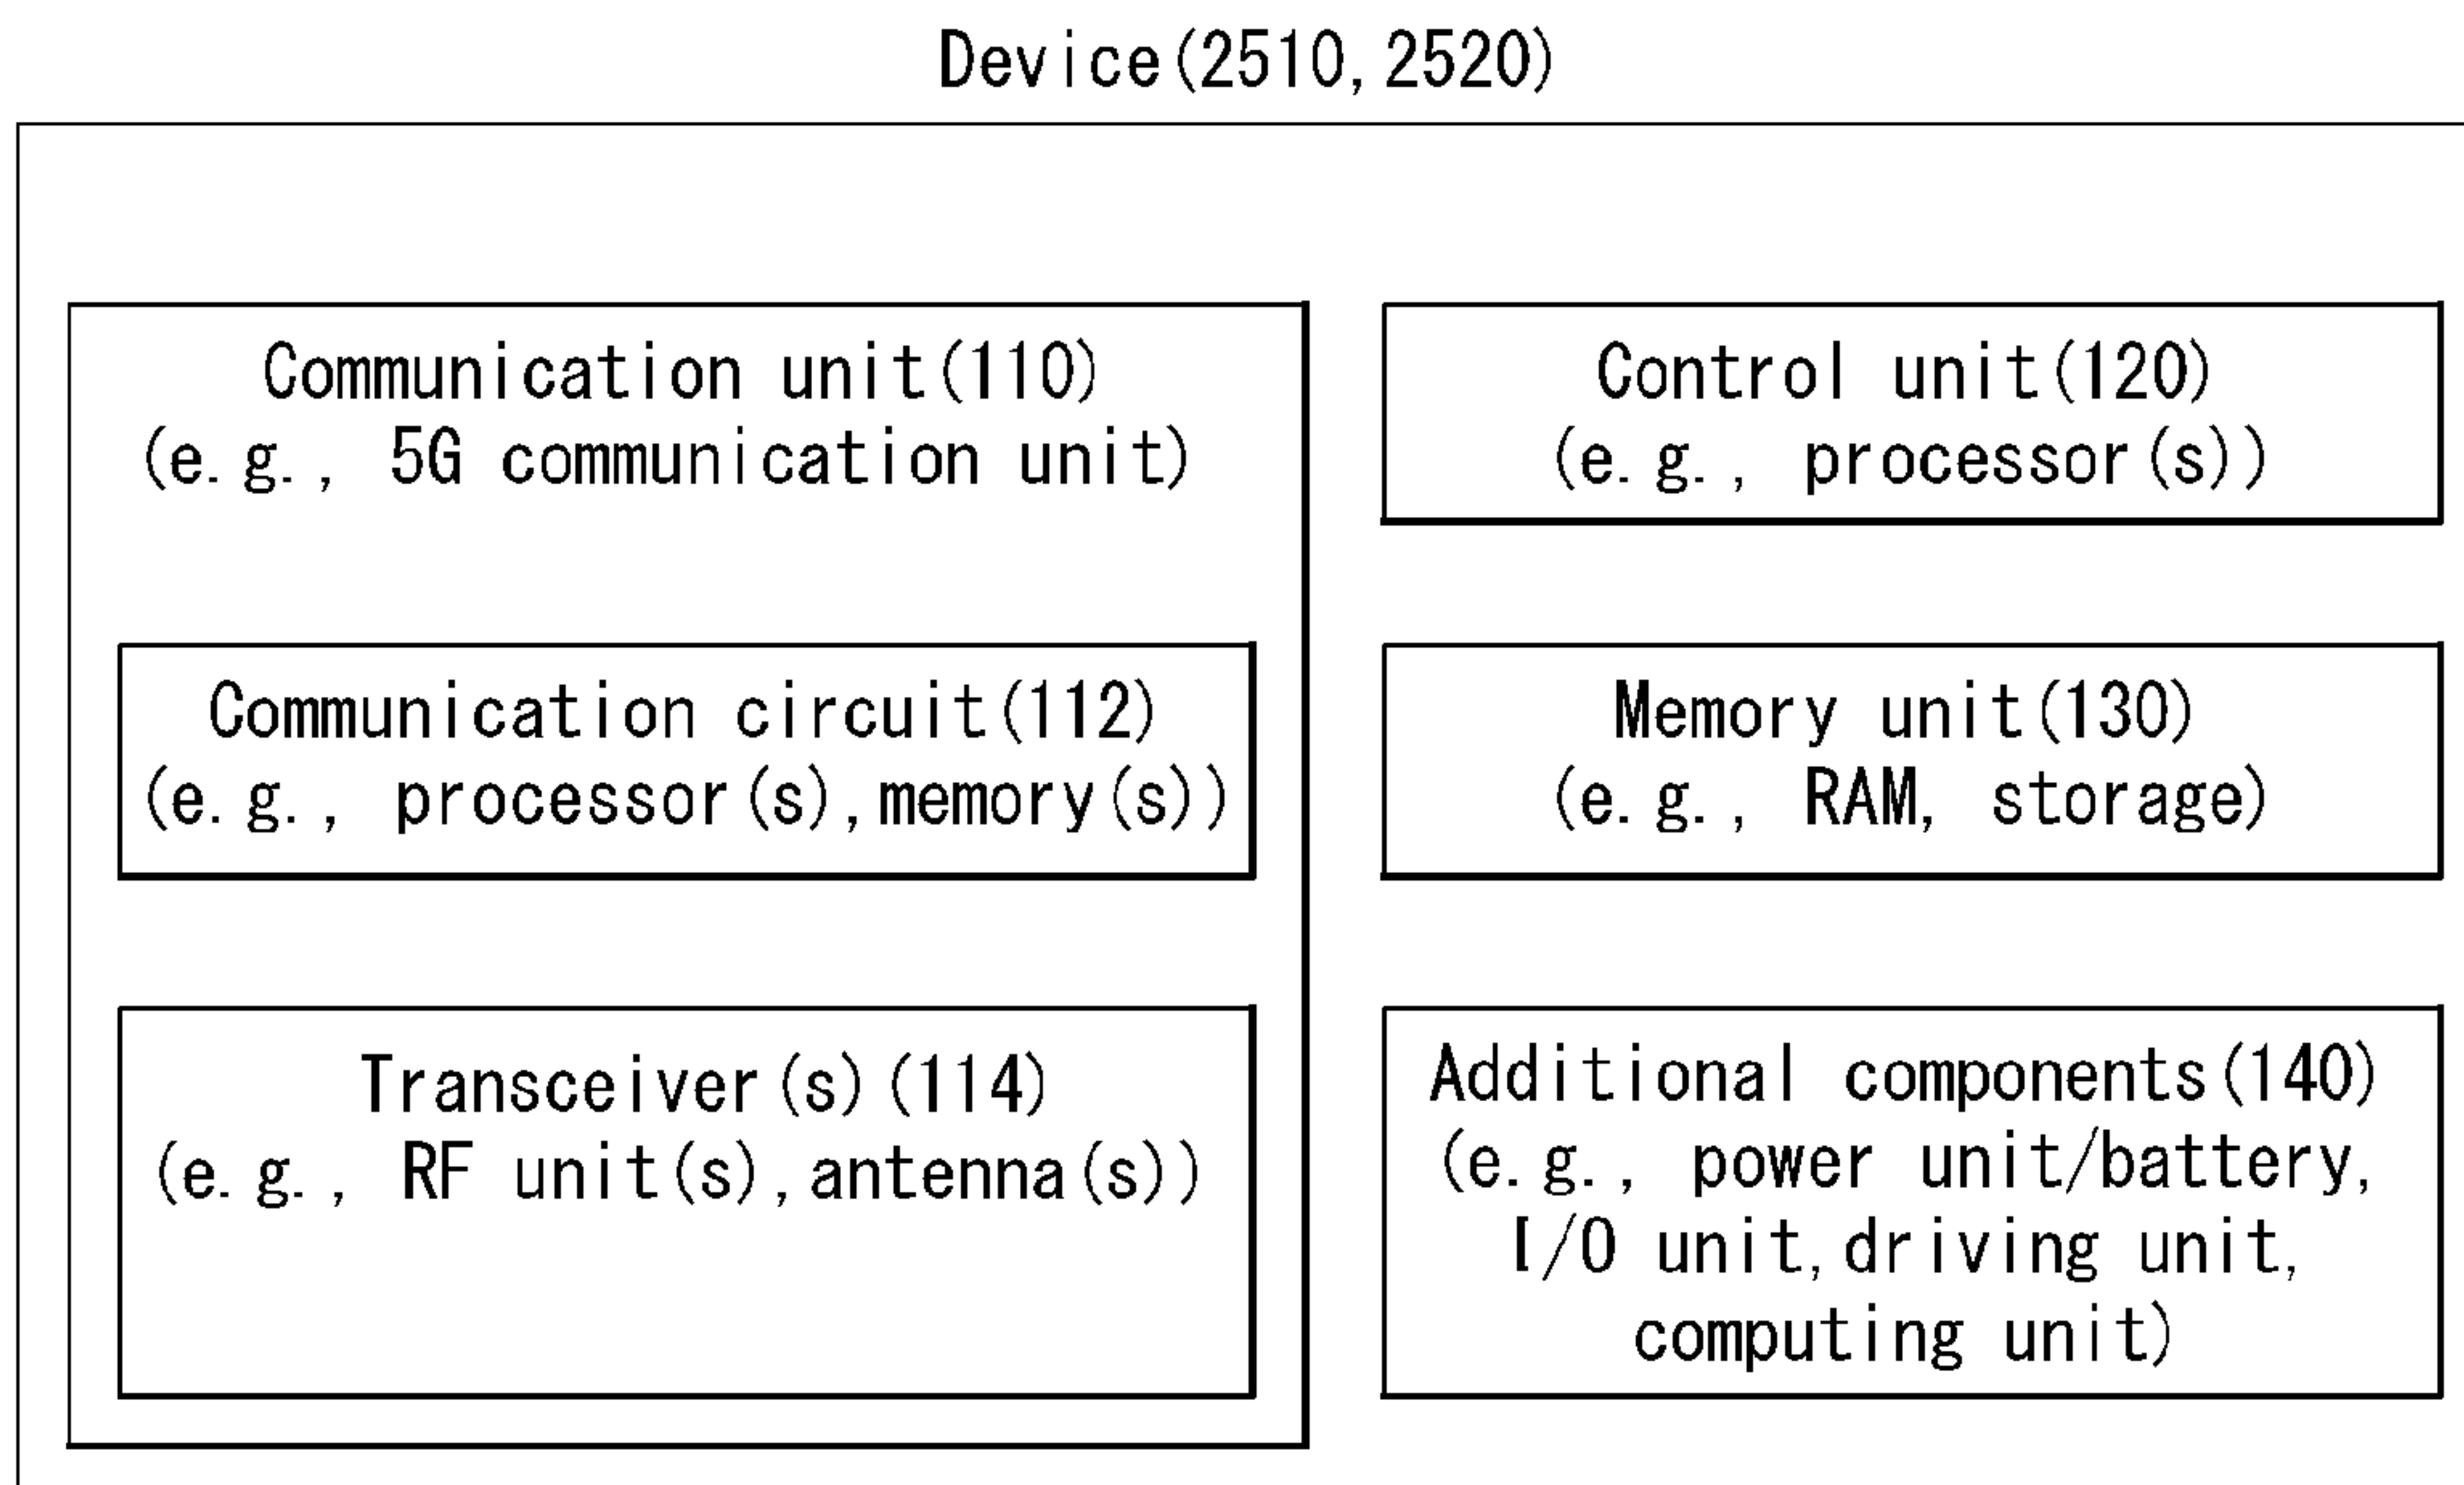 Device(2510,2520)
Communication unit(110)
(e.g., 5G communication unit)
Communication circuit(112)
(e.g., processor(s),memory(s))
Transceiver(s)(114)
(e.g., RF unit(s),antenna(s))
Control unit(120)
(e.g., processor(s))
Memory unit(130)
(e.g., RAM, storage)
Additional components(140)
(e.g., power unit/battery,
I/O unit,driving unit,
computing unit)